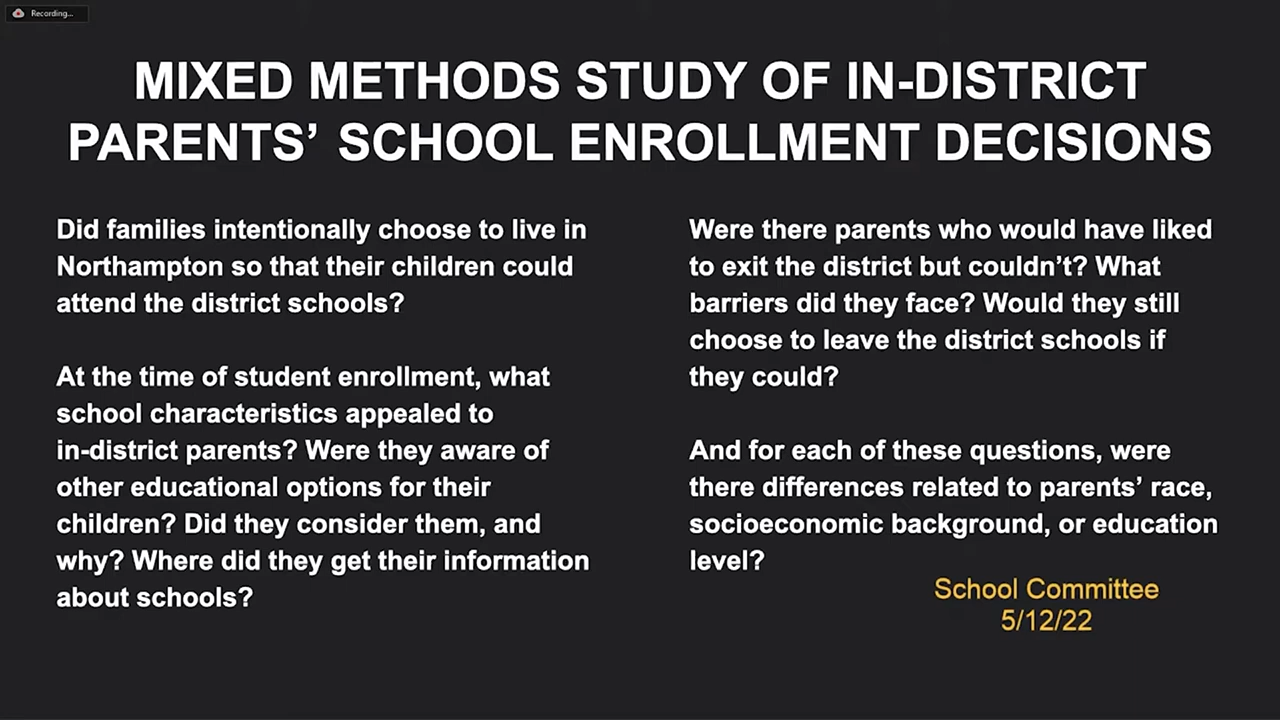 Recording...
MIXED METHODS STUDY OF IN-DISTRICT
PARENTS’ SCHOOL ENROLLMENT DECISIONS
Did families intentionally choose to live in
Northampton so that their children could
attend the district schools?
At the time of student enrollment, what
school characteristics appealed to
in-district parents? Were they aware of
other educational options for their
children? Did they consider them, and
why? Where did they get their information
about schools?
Were there parents who would have liked
to exit the district but couldn’t? What
barriers did they face? Would they still
choose to leave the district schools if
they could?
And for each of these questions, were
there differences related to parents’ race,
socioeconomic background, or education
level?
School Committee
5/12/22